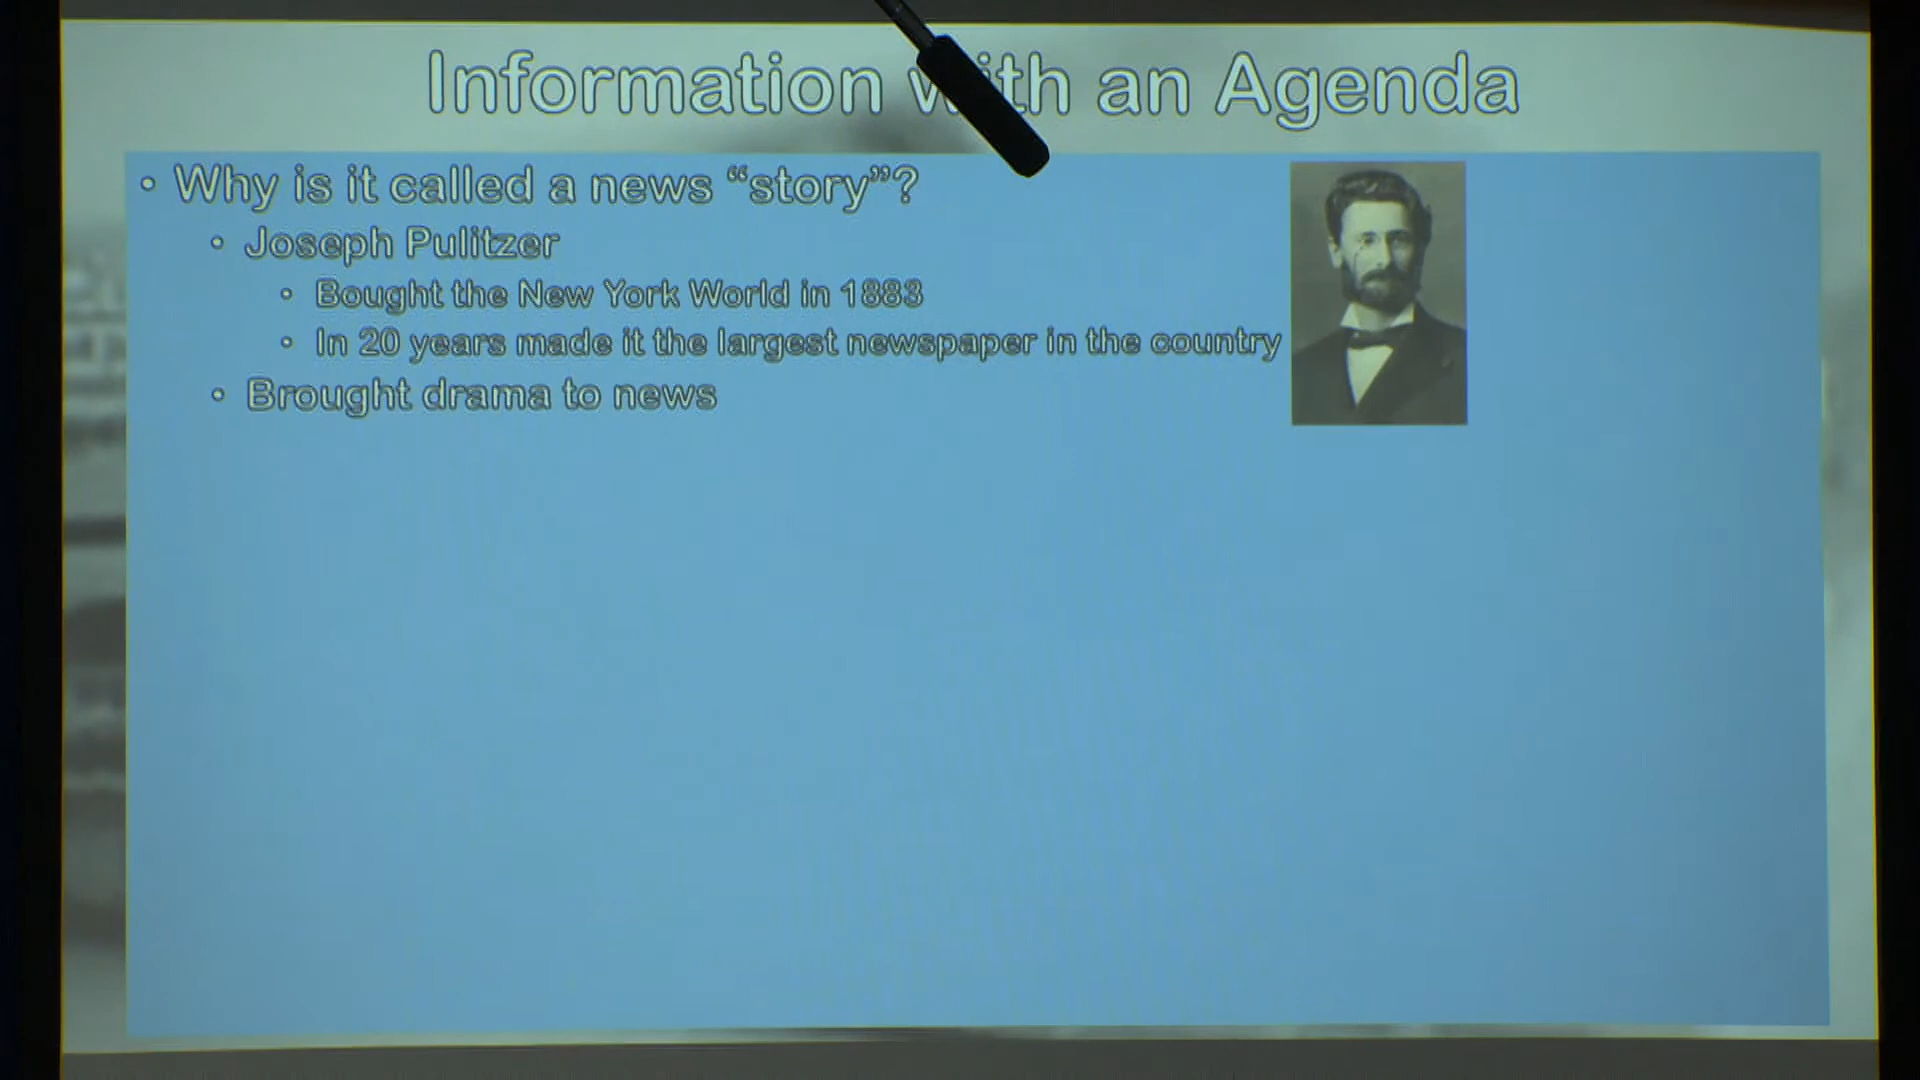 Information with an Agenda
• Why is it called a news “story”?
• Joseph Pulitzer
• Bought the New York World in 1883
• In 20 years made it the largest newspaper in the country
• Brought drama to news